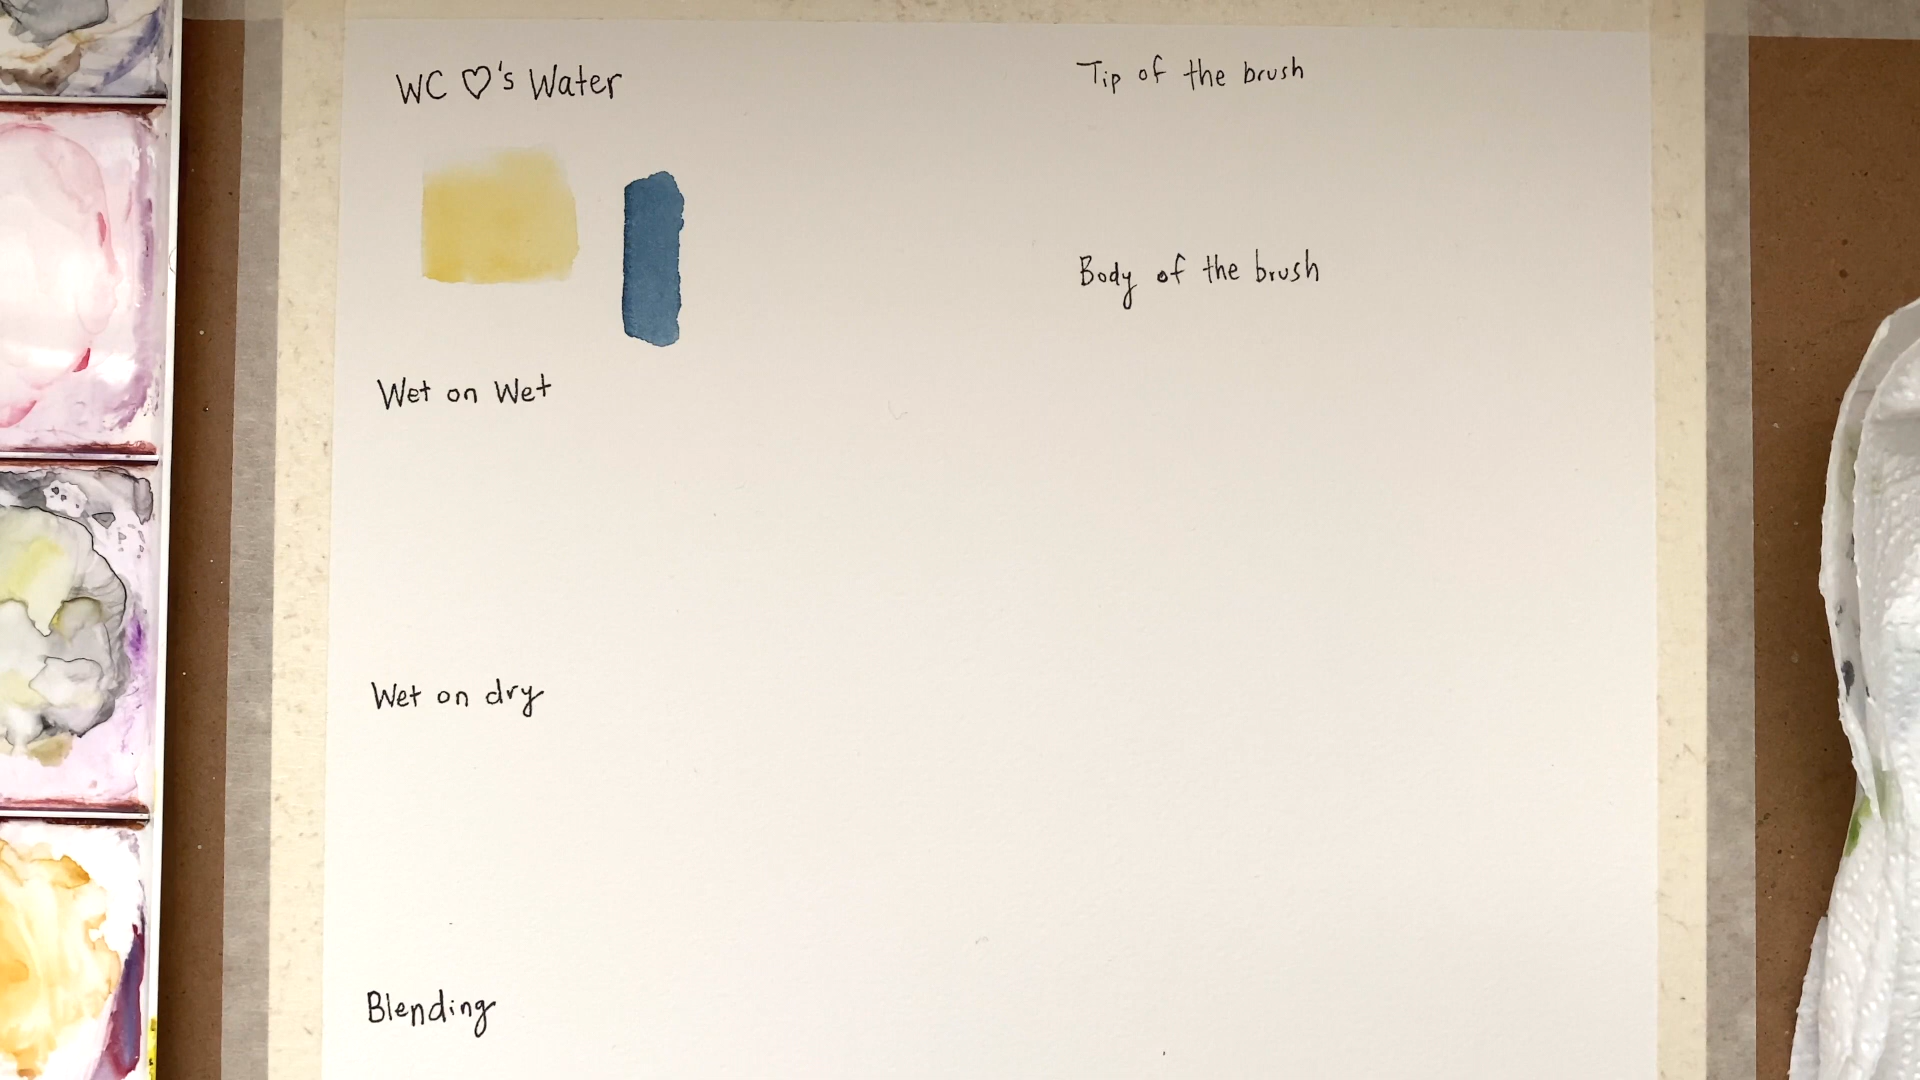 WC ♡'s Water
Wet on Wet
Wet on dry
Blending
Tip of the brush
Body of the brush